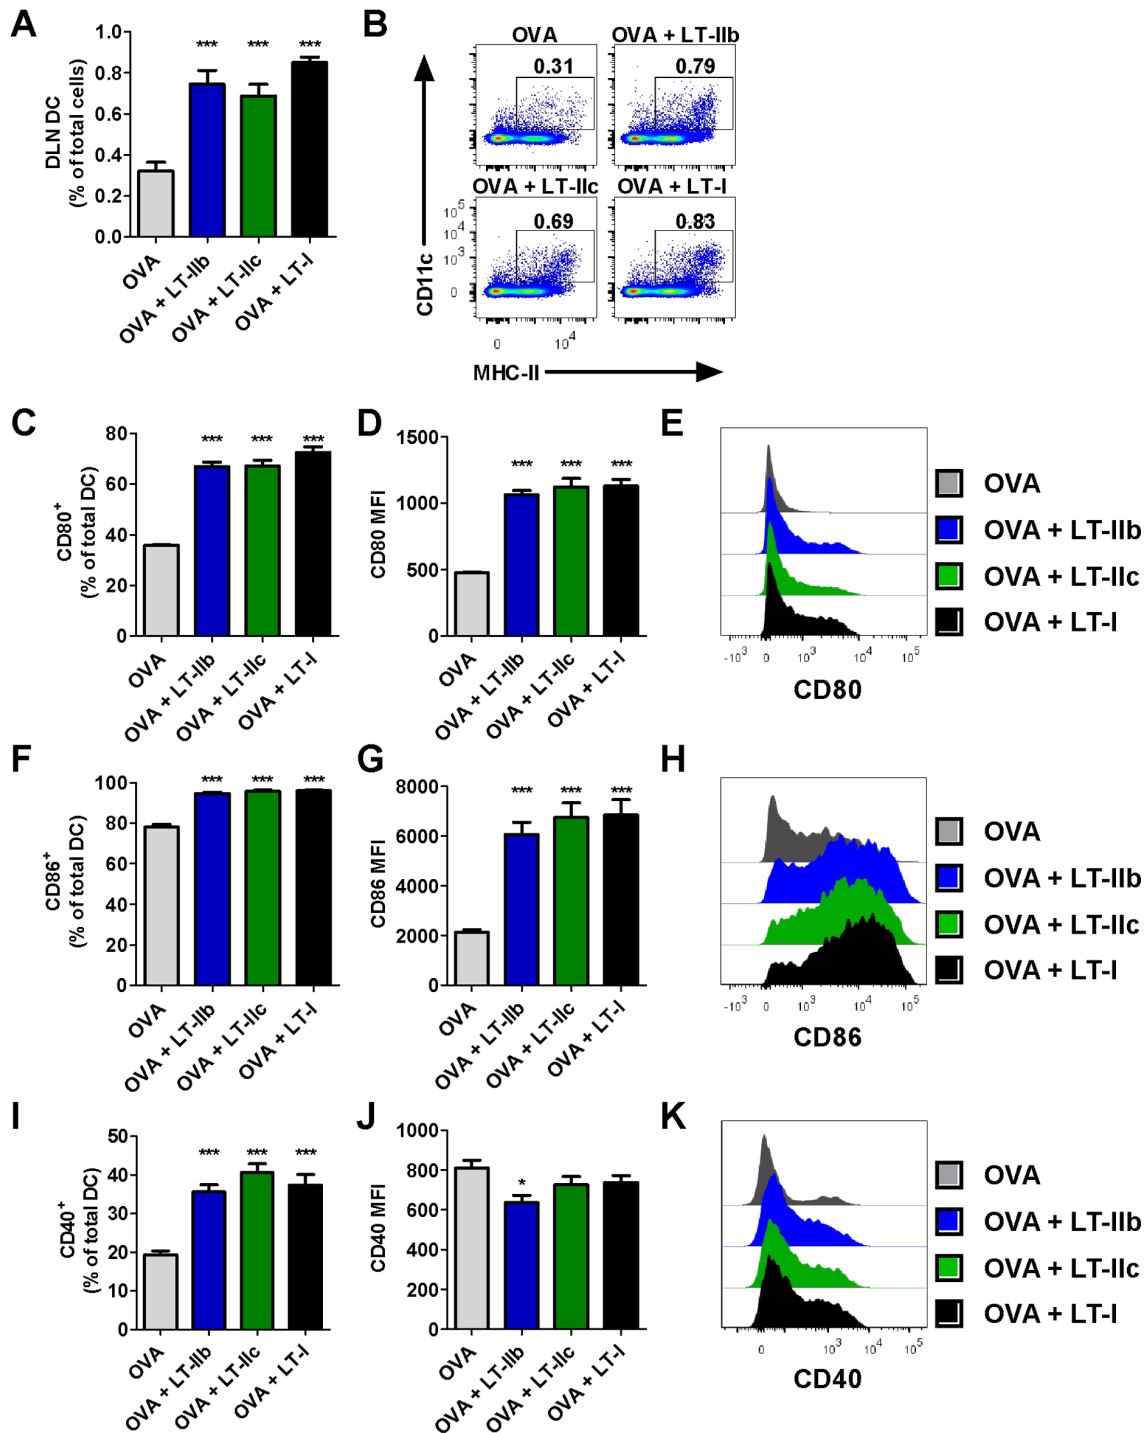 A
DLN DC
(% of total cells)
1.0
0.8
0.6
0.4
0.2
0.0
*** *** ***
OVA
OVA + LT-IIb
OVA + LT-IIc
OVA + LT-I
B
OVA OVA + LT-IIb
0.31 0.79
OVA + LT-IIc OVA + LT-I
0.69 0.83
10⁵
10⁴
10³
0
0 10⁴
CD11c
MHC-II
C
CD80⁺
(% of total DC)
80
60
40
20
0
*** *** ***
OVA
OVA + LT-IIb
OVA + LT-IIc
OVA + LT-I
D
CD80 MFI
1500
1000
500
0
*** *** ***
OVA
OVA + LT-IIb
OVA + LT-IIc
OVA + LT-I
E
-10³ 0 10³ 10⁴ 10⁵
CD80
OVA
OVA + LT-IIb
OVA + LT-IIc
OVA + LT-I
F
CD86⁺
(% of total DC)
100
80
60
40
20
0
*** *** ***
OVA
OVA + LT-IIb
OVA + LT-IIc
OVA + LT-I
G
CD86 MFI
8000
6000
4000
2000
0
*** *** ***
OVA
OVA + LT-IIb
OVA + LT-IIc
OVA + LT-I
H
-10³ 0 10³ 10⁴ 10⁵
CD86
OVA
OVA + LT-IIb
OVA + LT-IIc
OVA + LT-I
I
CD40⁺
(% of total DC)
50
40
30
20
10
0
*** *** ***
OVA
OVA + LT-IIb
OVA + LT-IIc
OVA + LT-I
J
CD40 MFI
1000
800
600
400
200
0
*
OVA
OVA + LT-IIb
OVA + LT-IIc
OVA + LT-I
K
0 10³ 10⁴ 10⁵
CD40
OVA
OVA + LT-IIb
OVA + LT-IIc
OVA + LT-I